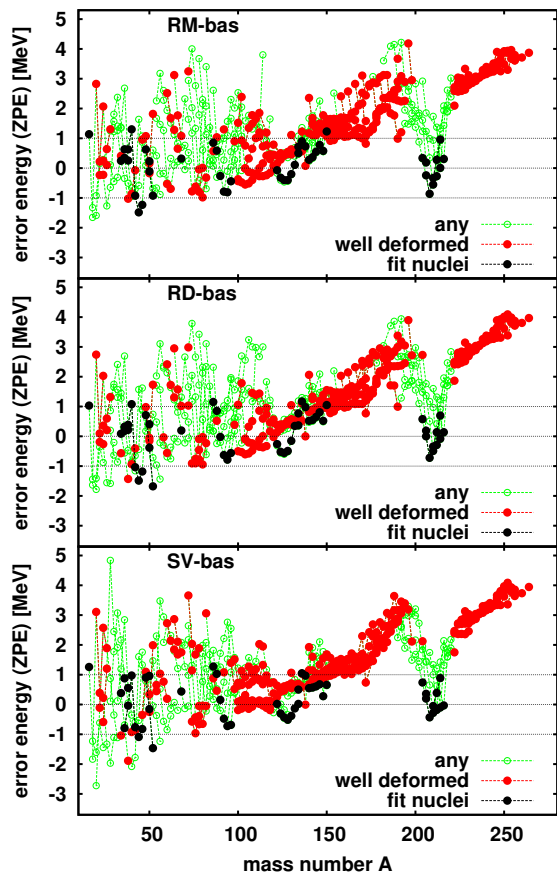 RM-bas
error energy (ZPE) [MeV]
5
4
3
2
1
0
-1
-2
-3
any
well deformed
fit nuclei
RD-bas
error energy (ZPE) [MeV]
5
4
3
2
1
0
-1
-2
-3
any
well deformed
fit nuclei
SV-bas
error energy (ZPE) [MeV]
5
4
3
2
1
0
-1
-2
-3
any
well deformed
fit nuclei
50 100 150 200 250
mass number A